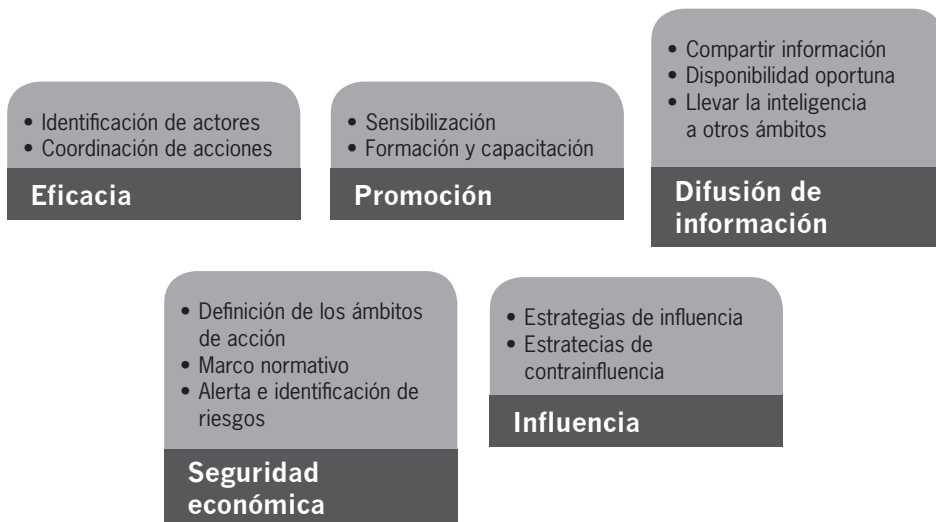 • Identificación de actores
• Coordinación de acciones
Eficacia
• Sensibilización
• Formación y capacitación
Promoción
• Compartir información
• Disponibilidad oportuna
• Llevar la inteligencia
a otros ámbitos
Difusión de
información
• Definición de los ámbitos
de acción
• Marco normativo
• Alerta e identificación de
riesgos
Seguridad
económica
• Estrategias de influencia
• Estratecias de
contrainfluencia
Influencia